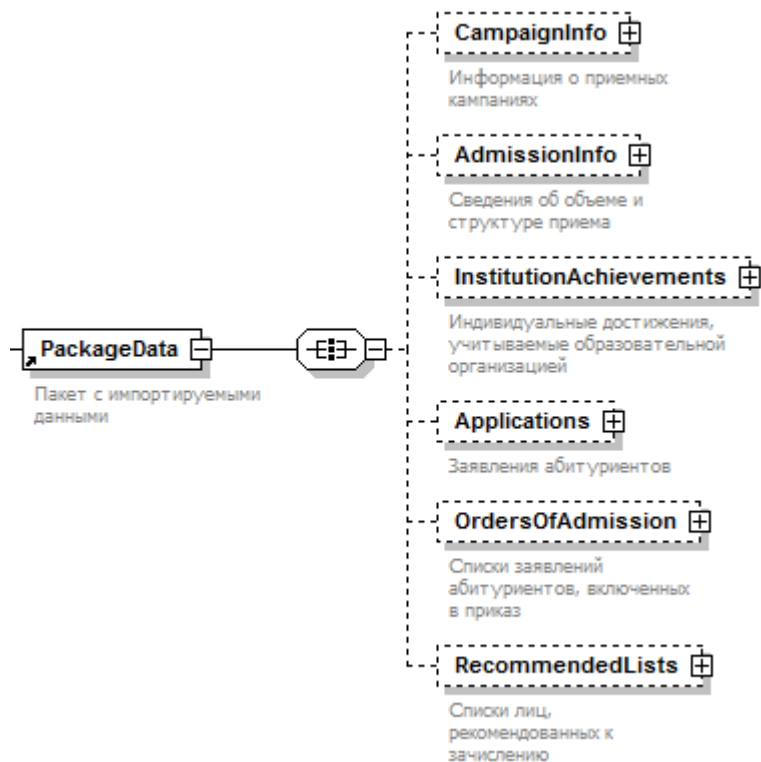 CampaignInfo
Информация о приемных
кампаниях
AdmissionInfo
Сведения об объеме и
структуре приема
InstitutionAchievements
Индивидуальные достижения,
учитываемые образовательной
организацией
PackageData
Пакет с импортируемыми
данными
Applications
Заявления абитуриентов
OrdersOfAdmission
Списки заявлений
абитуриентов, включенных
в приказ
RecommendedLists
Списки лиц,
рекомендованных к
зачислению